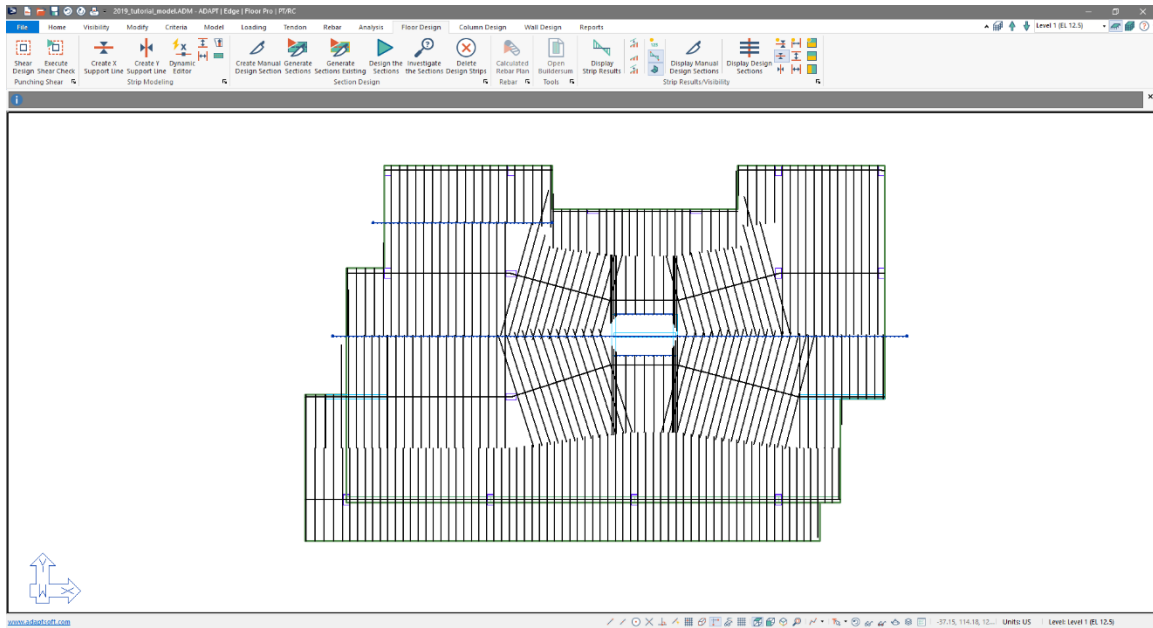 2019_tutorial_model.ADM - ADAPT | Edge | Floor Pro | PT/RC
File Home Visibility Modify Criteria Model Loading Tendon Rebar Analysis Floor Design Column Design Wall Design Reports Level 1 (EL 12.5)
Shear Execute Create X Create Y Dynamic Create Manual Generate Generate Design the Investigate Delete Calculated Open Display Display Manual Display Design
Design Shear Check Support Line Support Line Editor Design Section Sections Sections Existing Sections the Sections Design Strips Rebar Plan Buildersum Strip Results Design Sections Sections
Punching Shear Strip Modeling Section Design Rebar Tools Strip Results/Visibility
Y
W X
www.adaptsoft.com -37.15, 114.18, 12... Units: US Level: Level 1 (EL 12.5)